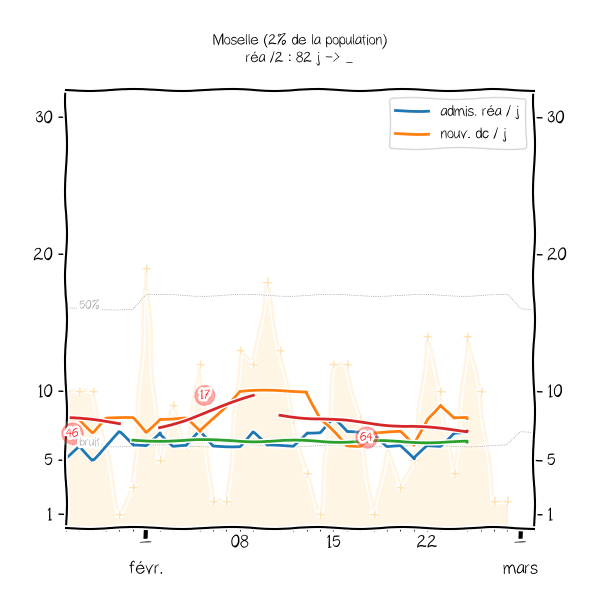 Moselle (2% de la population)
réa /2 : 82 j -> _
admis. réa / j
nouv. dc / j
30
30
20
20
50%
17
10
10
46
64
bruit
5
5
1
1
08
15
22
févr.
mars